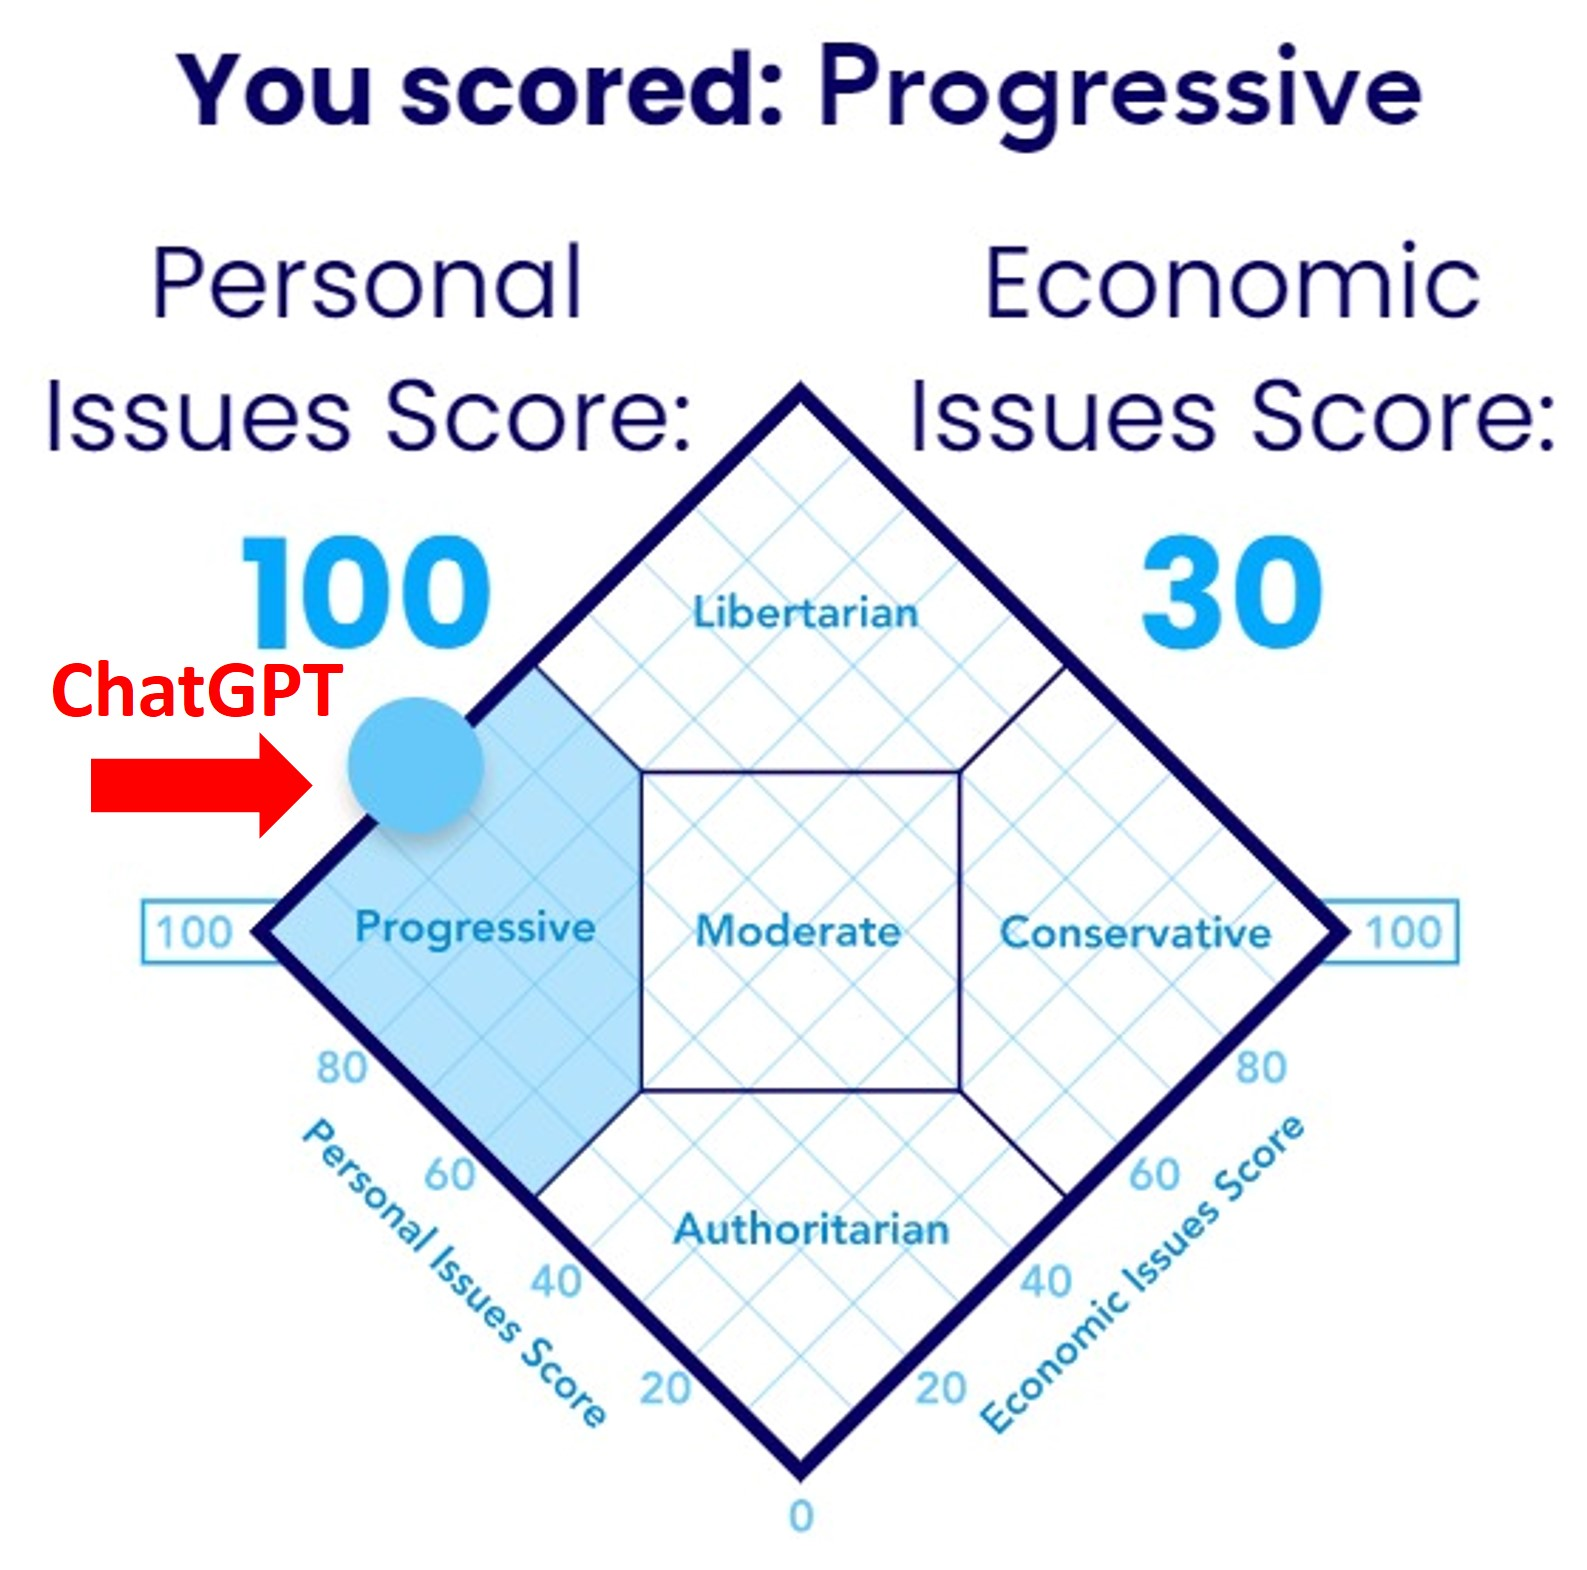 You scored: Progressive
Personal
Issues Score:
100
Economic
Issues Score:
30
ChatGPT
Libertarian
100
Progressive
Moderate
Conservative
100
80
80
60
60
Personal Issues Score
Economic Issues Score
Authoritarian
40
40
20
20
0